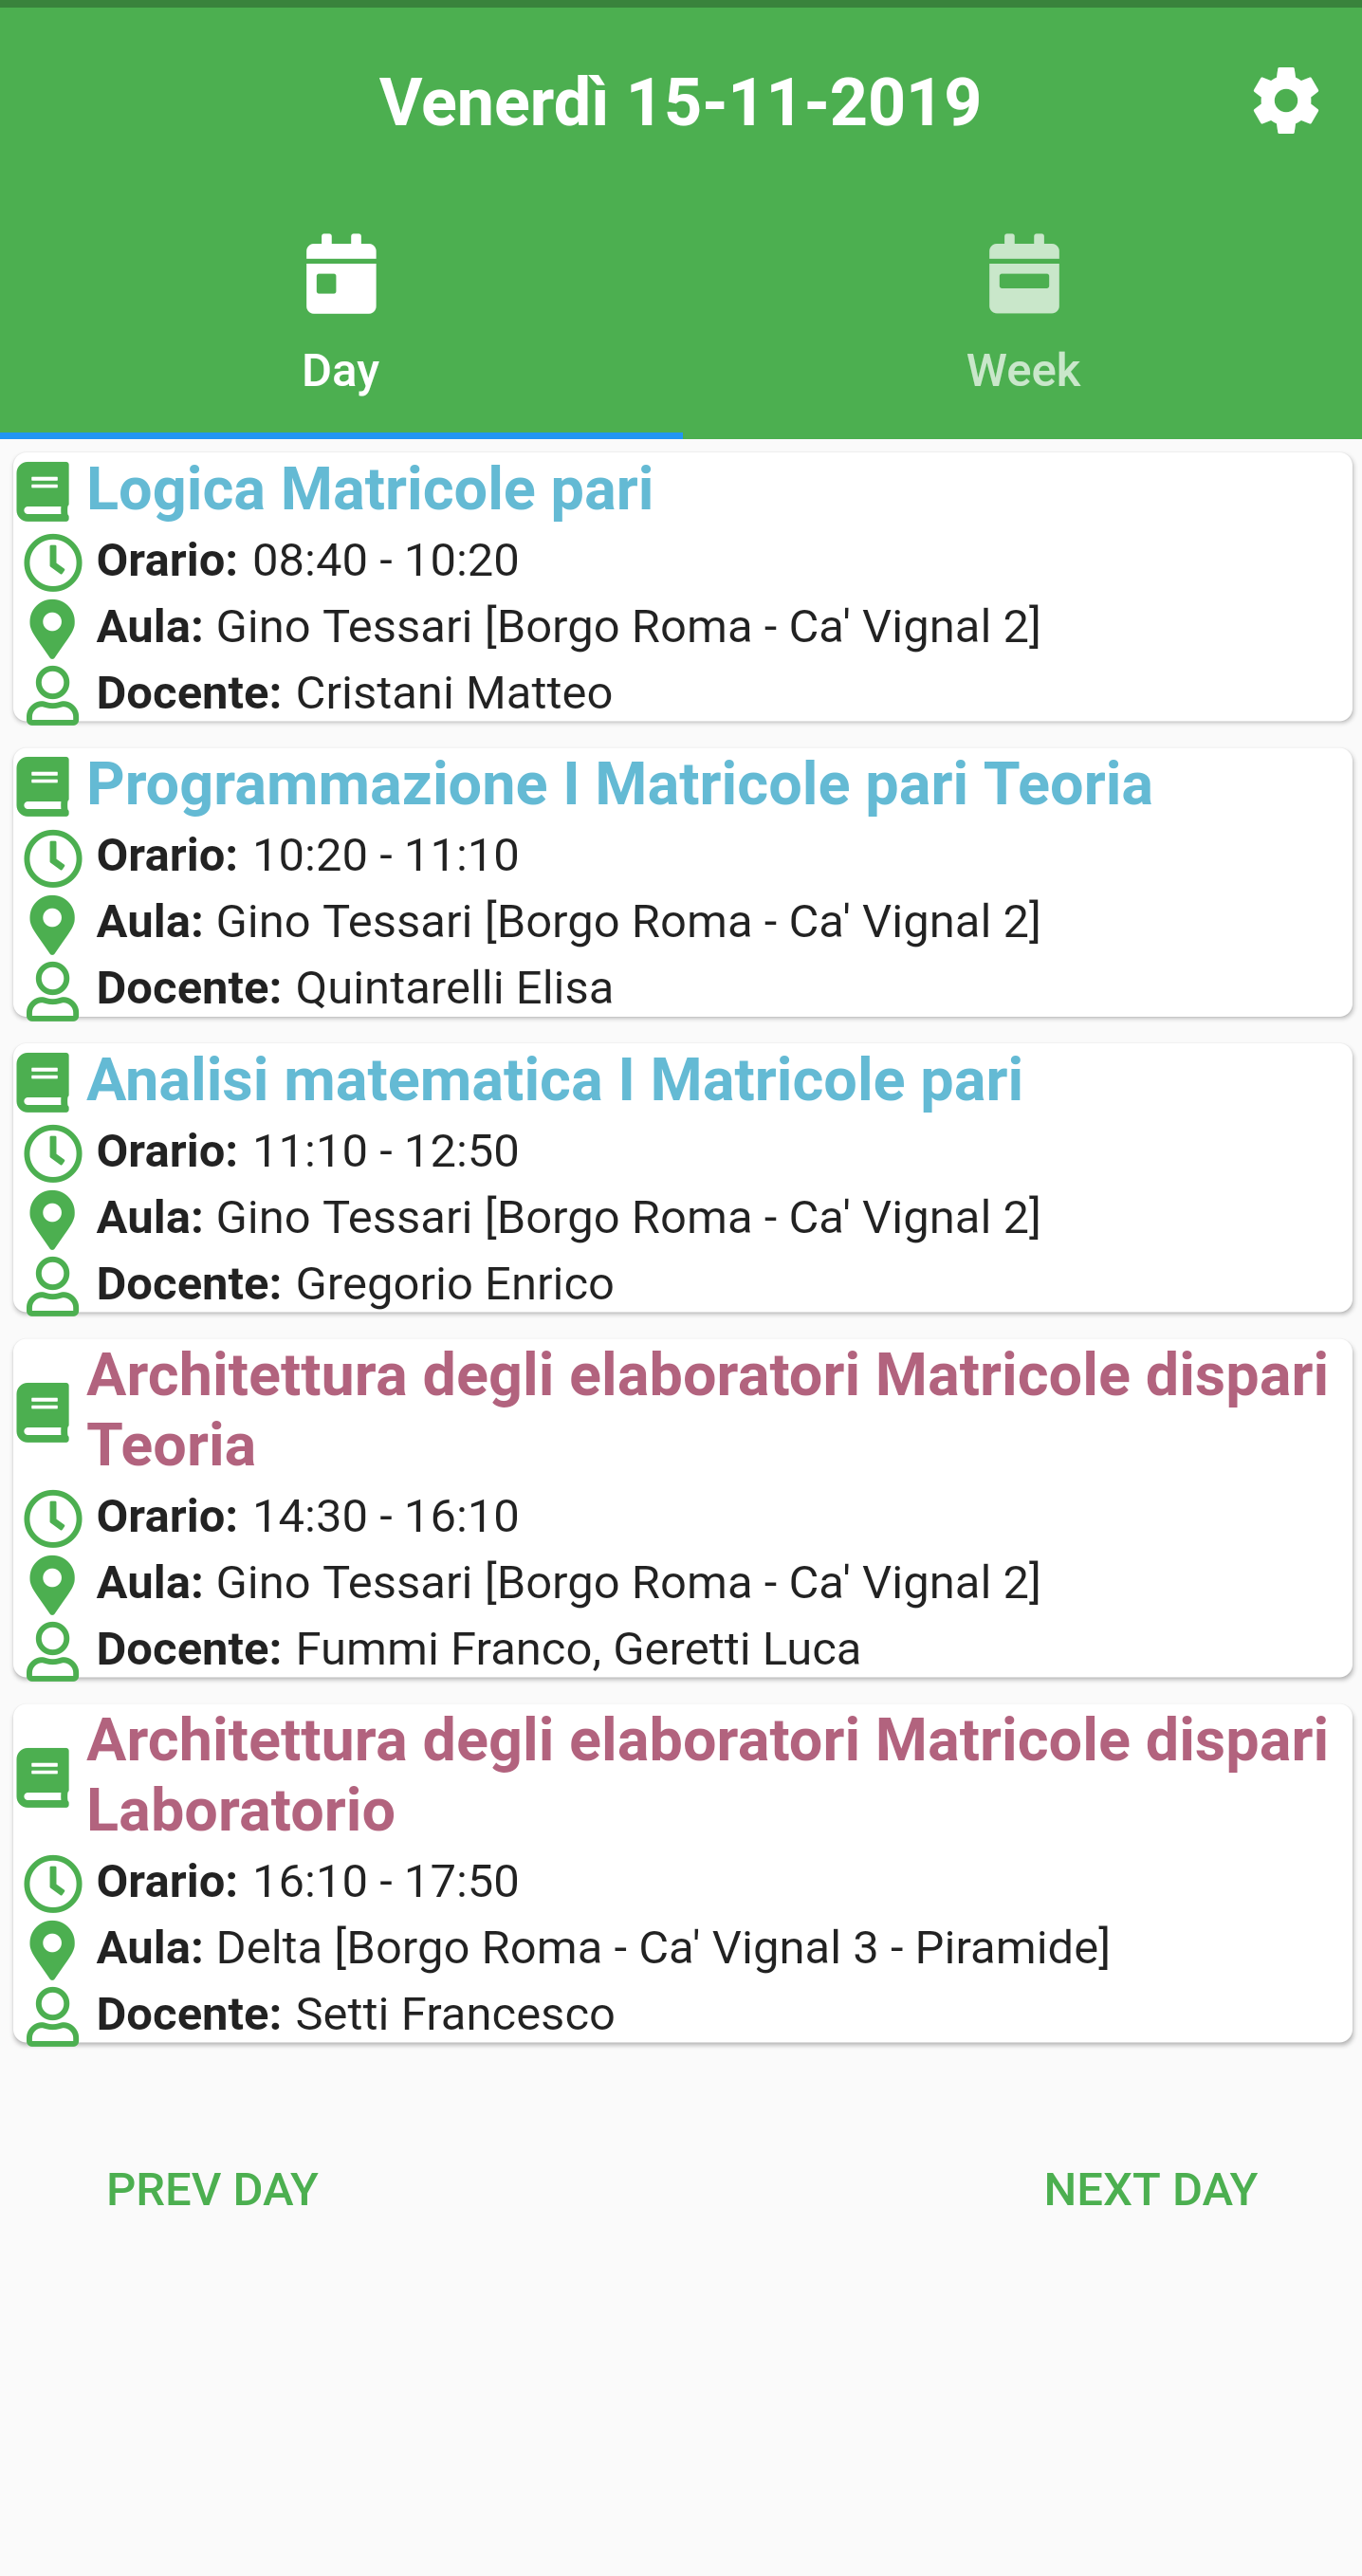 Venerdì 15-11-2019
Day
Week
Logica Matricole pari
Orario: 08:40 - 10:20
Aula: Gino Tessari [Borgo Roma - Ca' Vignal 2]
Docente: Cristani Matteo
Programmazione I Matricole pari Teoria
Orario: 10:20 - 11:10
Aula: Gino Tessari [Borgo Roma - Ca' Vignal 2]
Docente: Quintarelli Elisa
Analisi matematica I Matricole pari
Orario: 11:10 - 12:50
Aula: Gino Tessari [Borgo Roma - Ca' Vignal 2]
Docente: Gregorio Enrico
Architettura degli elaboratori Matricole dispari
Teoria
Orario: 14:30 - 16:10
Aula: Gino Tessari [Borgo Roma - Ca' Vignal 2]
Docente: Fummi Franco, Geretti Luca
Architettura degli elaboratori Matricole dispari
Laboratorio
Orario: 16:10 - 17:50
Aula: Delta [Borgo Roma - Ca' Vignal 3 - Piramide]
Docente: Setti Francesco
PREV DAY
NEXT DAY